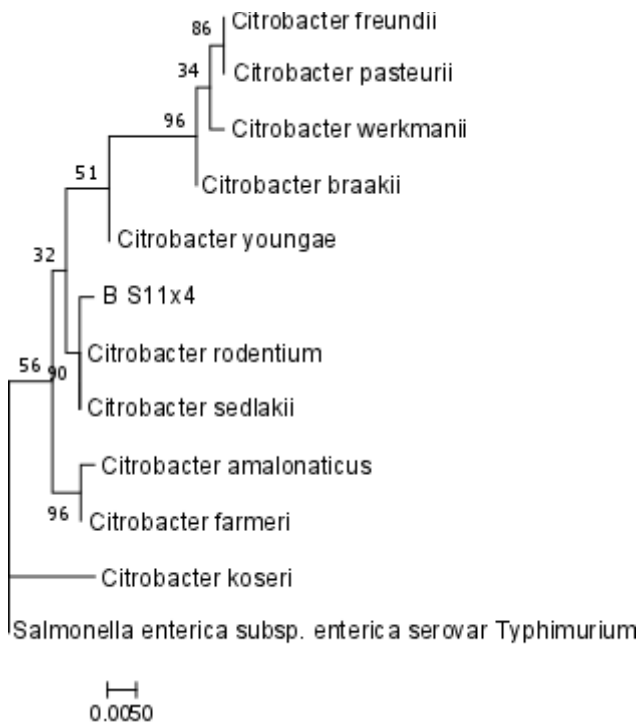 Citrobacter freundii
86
Citrobacter pasteurii
34
Citrobacter werkmanii
96
Citrobacter braakii
51
Citrobacter youngae
32
B S11x4
Citrobacter rodentium
56
90
Citrobacter sedlakii
Citrobacter amalonaticus
96
Citrobacter farmeri
Citrobacter koseri
Salmonella enterica subsp. enterica serovar Typhimurium
0.0050